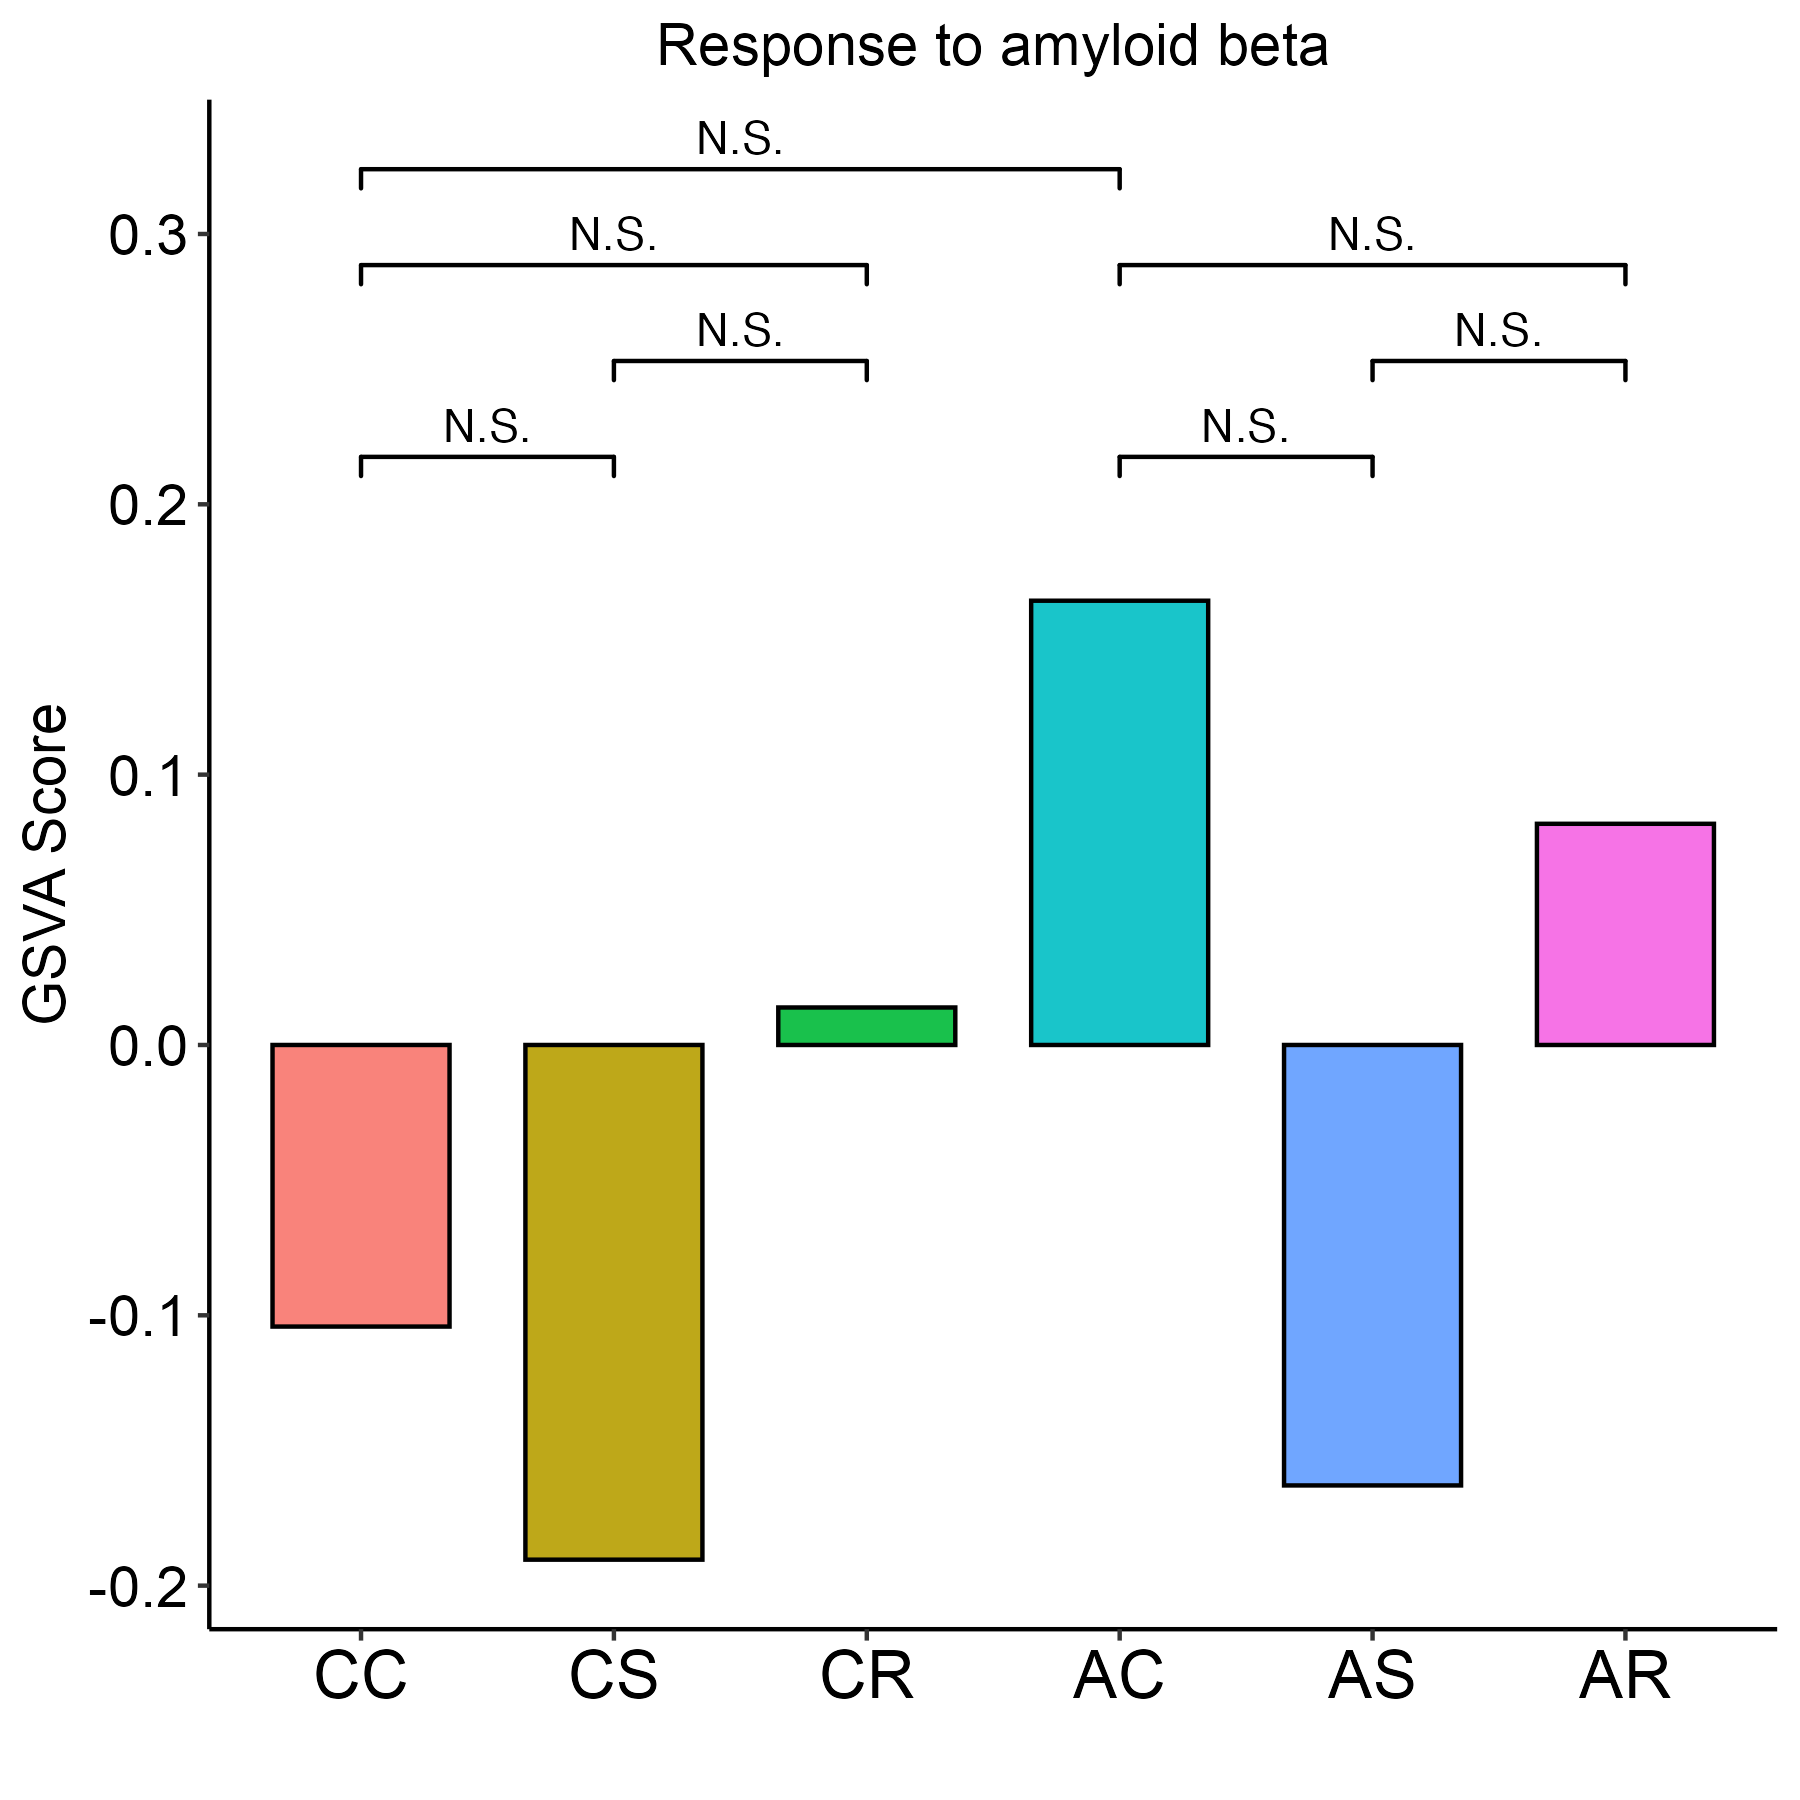 Response to amyloid beta
N.S.
0.3
N.S.
N.S.
N.S.
N.S.
N.S.
N.S.
0.2
0.1
0.0
-0.1
-0.2
GSVA Score
CC CS CR AC AS AR